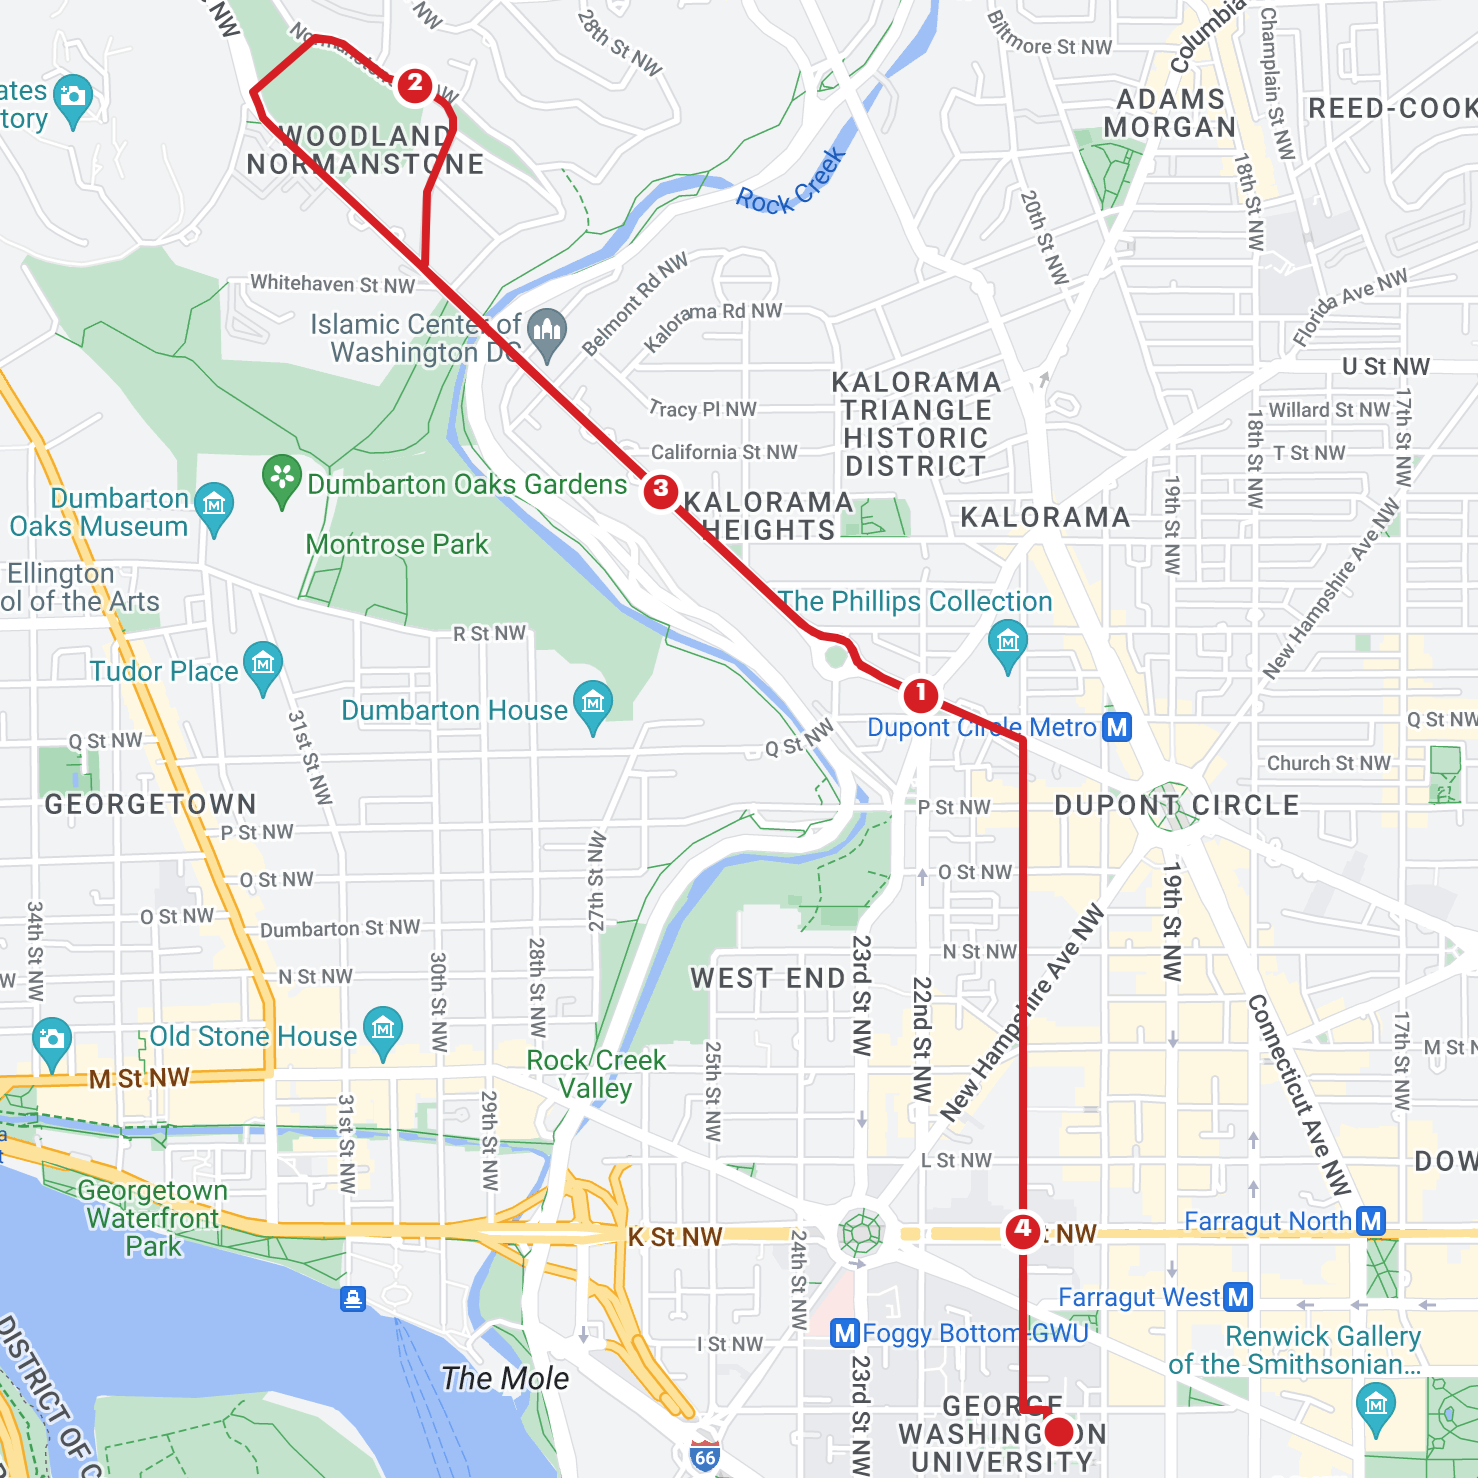 NW
Normanstone
NW
NW
28th St NW
Biltmore St NW
Columbia
Champlain St NW
ates
tory
2
ADAMS
MORGAN
REED-COOK
WOODLAND
NORMANSTONE
Rock Creek
18th St NW
20th St NW
Whitehaven St NW
Belmont Rd NW
Kalorama Rd NW
Florida Ave NW
Islamic Center of
Washington DC
U St NW
KALORAMA
TRIANGLE
HISTORIC
DISTRICT
Tracy Pl NW
Willard St NW
17th St NW
18th St NW
California St NW
T St NW
Dumbarton Oaks Gardens
3
KALORAMA
HEIGHTS
Dumbarton
Oaks Museum
19th St NW
KALORAMA
Montrose Park
New Hampshire Ave NW
Ellington
ol of the Arts
The Phillips Collection
R St NW
Tudor Place
Dumbarton House
1
Dupont Circle Metro
Q St NW
Q St NW
Q St NW
31st St NW
Church St NW
GEORGETOWN
P St NW
DUPONT CIRCLE
P St NW
O St NW
O St NW
27th St NW
19th St NW
34th St NW
O St NW
Dumbarton St NW
N St NW
N St NW
W
30th St NW
28th St NW
WEST END
23rd St NW
22nd St NW
New Hampshire Ave NW
Connecticut Ave NW
Old Stone House
Rock Creek
Valley
25th St NW
17th St NW
M St N
M St NW
31st St NW
29th St NW
L St NW
DOW
a
t
Georgetown
Waterfront
Park
K St NW
24th St NW
4
t NW
Farragut North
Farragut West
Foggy Bottom-GWU
I St NW
Renwick Gallery
of the Smithsonian...
The Mole
23rd St NW
GEORGE
WASHINGTON
UNIVERSITY
DISTRICT OF C
66